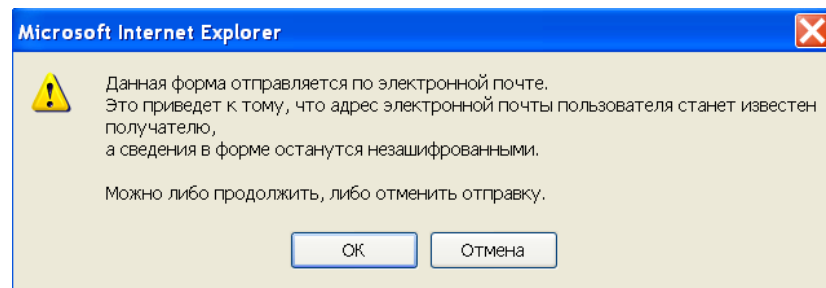 Microsoft Internet Explorer
Данная форма отправляется по электронной почте.
Это приведет к тому, что адрес электронной почты пользователя станет известен
получателю,
а сведения в форме останутся незашифрованными.
Можно либо продолжить, либо отменить отправку.
ОК
Отмена